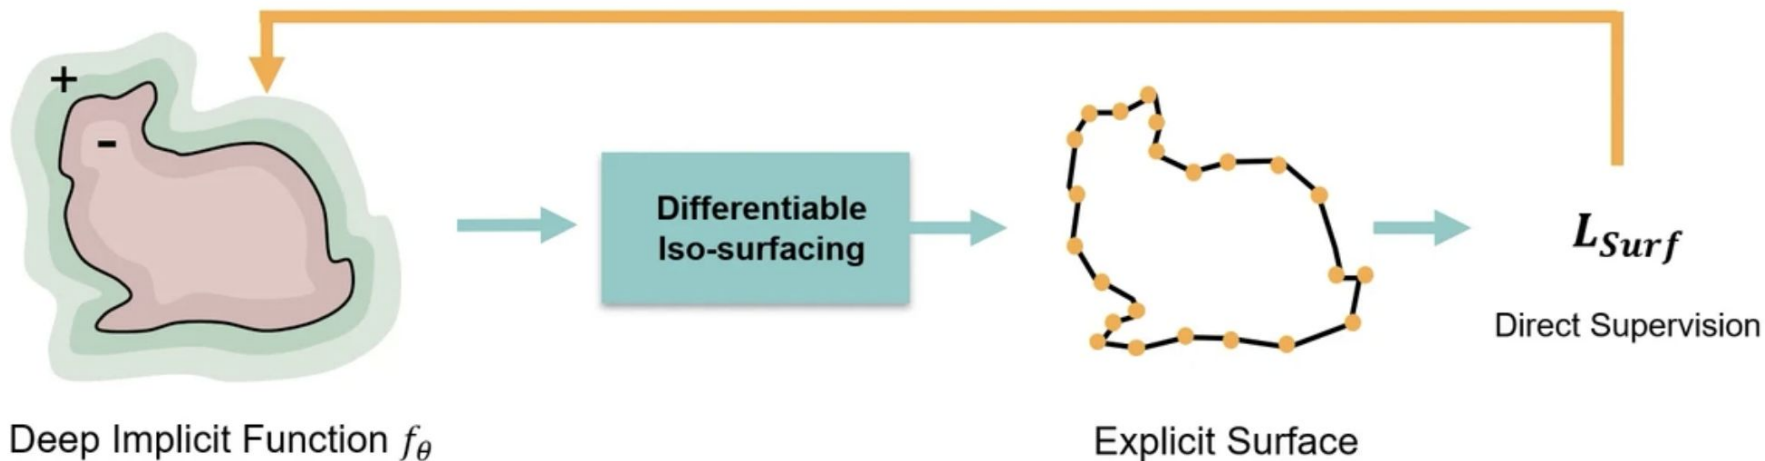 +
-
Differentiable
Iso-surfacing
L_Surf
Direct Supervision
Deep Implicit Function f_θ
Explicit Surface